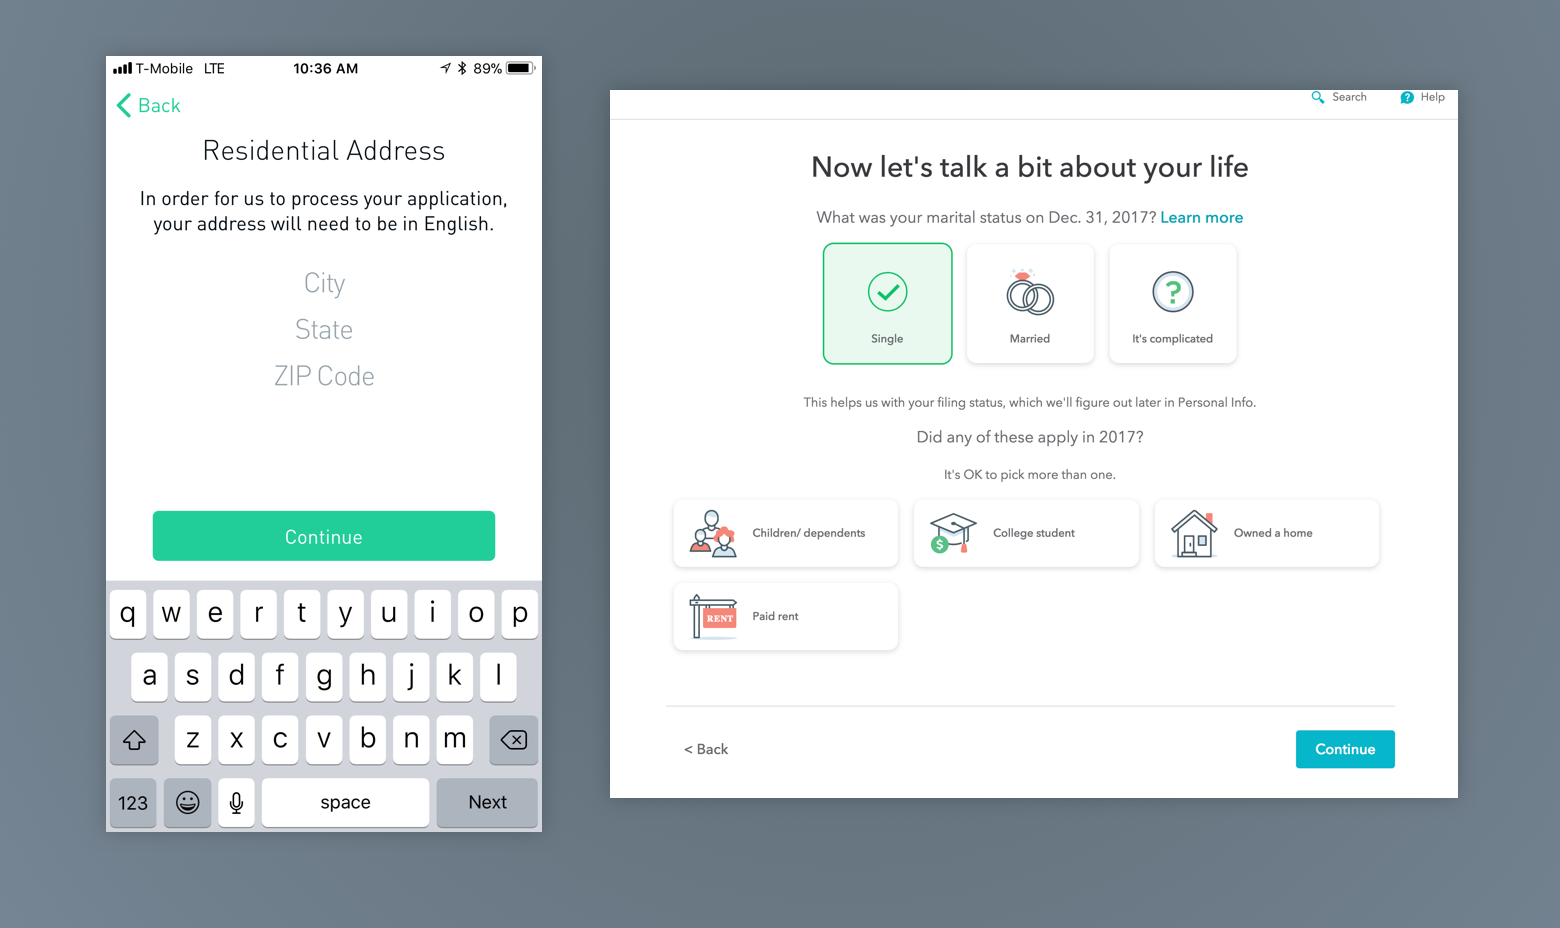 T-Mobile LTE 10:36 AM 89%
Back
Residential Address
In order for us to process your application,
your address will need to be in English.
City
State
ZIP Code
Continue
q w e r t y u i o p
a s d f g h j k l
z x c v b n m
123 space Next
Search Help
Now let's talk a bit about your life
What was your marital status on Dec. 31, 2017? Learn more
?
Single Married It's complicated
This helps us with your filing status, which we'll figure out later in Personal Info.
Did any of these apply in 2017?
It's OK to pick more than one.
Children/ dependents $ College student Owned a home
RENT Paid rent
< Back Continue